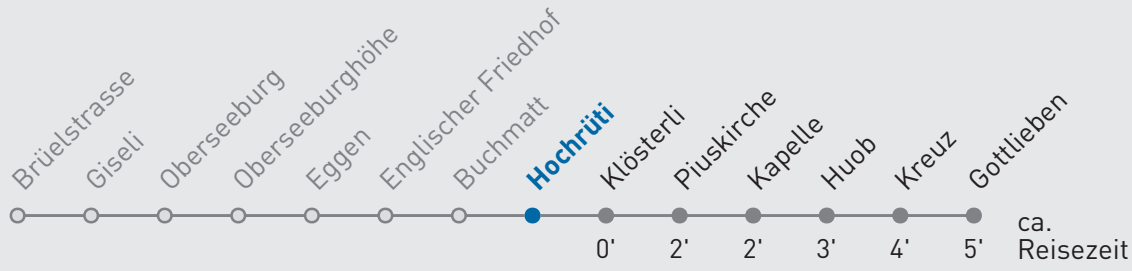 Brüelstrasse
Giseli
Oberseeburg
Oberseeburghöhe
Eggen
Englischer Friedhof
Buchmatt
Hochrüti
Klösterli
Piuskirche
Kapelle
Huob
Kreuz
Gottlieben
0' 2' 2' 3' 4' 5'
ca.
Reisezeit